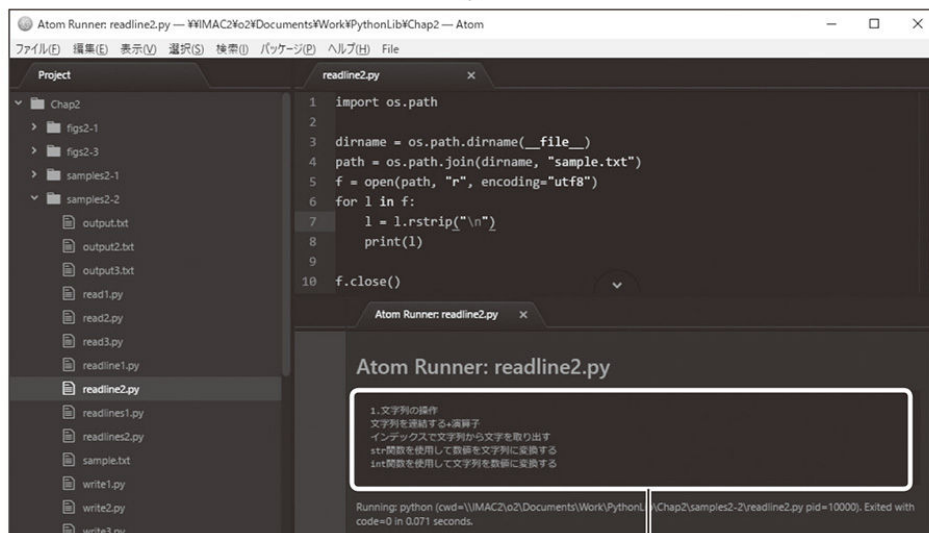 Atom Runner: readline2.py — ¥¥IMAC2¥o2¥Documents¥Work¥PythonLib¥Chap2 — Atom
ファイル(F) 編集(E) 表示(V) 選択(S) 検索(I) パッケージ(P) ヘルプ(H) File
Project
Chap2
figs2-1
figs2-3
samples2-1
samples2-2
output.txt
output2.txt
output3.txt
read1.py
read2.py
read3.py
readline1.py
readline2.py
readlines1.py
readlines2.py
sample.txt
write1.py
write2.py
write3.py
readline2.py
1 import os.path
2
3 dirname = os.path.dirname(__file__)
4 path = os.path.join(dirname, "sample.txt")
5 f = open(path, "r", encoding="utf8")
6 for l in f:
7 l = l.rstrip("\n")
8 print(l)
9
10 f.close()
Atom Runner: readline2.py
Atom Runner: readline2.py
1.文字列の操作
文字列を連結する+演算子
インデックスで文字列から文字を取り出す
str関数を使用して数値を文字列に変換する
int関数を使用して文字列を数値に変換する
Running: python (cwd=\\IMAC2\o2\Documents\Work\PythonLib\Chap2\samples2-2\readline2.py pid=10000). Exited with
code=0 in 0.071 seconds.